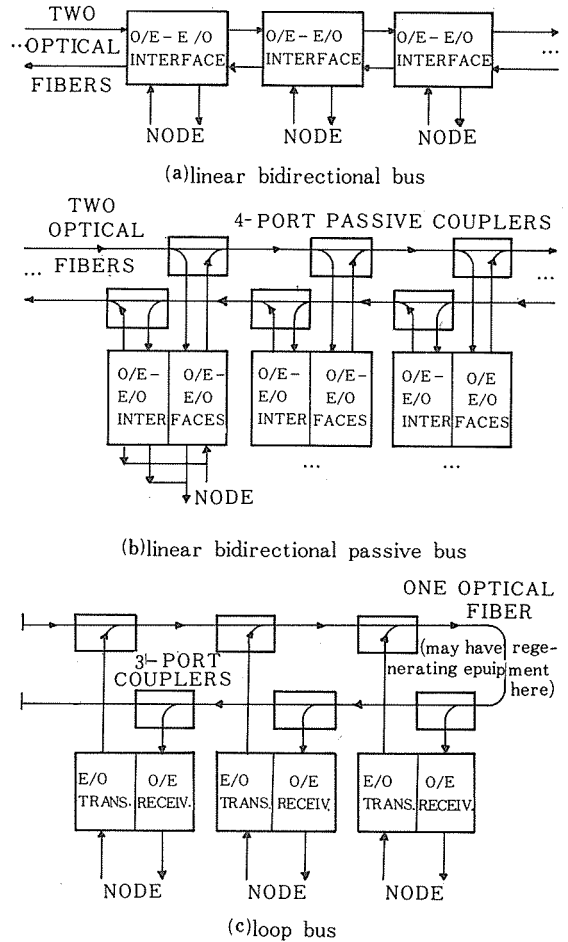 TWO
... OPTICAL
FIBERS
O/E-E/O
INTERFACE
O/E-E/O
INTERFACE
O/E-E/O
INTERFACE
...
NODE
NODE
NODE
(a)linear bidirectional bus
TWO
OPTICAL
... FIBERS
4-PORT PASSIVE COUPLERS
...
O/E-
E/O
INTER
O/E-
E/O
FACES
O/E-
E/O
INTER
O/E-
E/O
FACES
O/E-
E/O
INTER
O/E
E/O
FACES
...
...
NODE
(b)linear bidirectional passive bus
ONE OPTICAL
FIBER
(may have rege-
nerating epuipment
here)
3-PORT
COUPLERS
E/O
TRANS.
O/E
RECEIV.
E/O
TRANS.
O/E
RECEIV.
E/O
TRANS.
O/E
RECEIV.
NODE
NODE
NODE
(c)loop bus